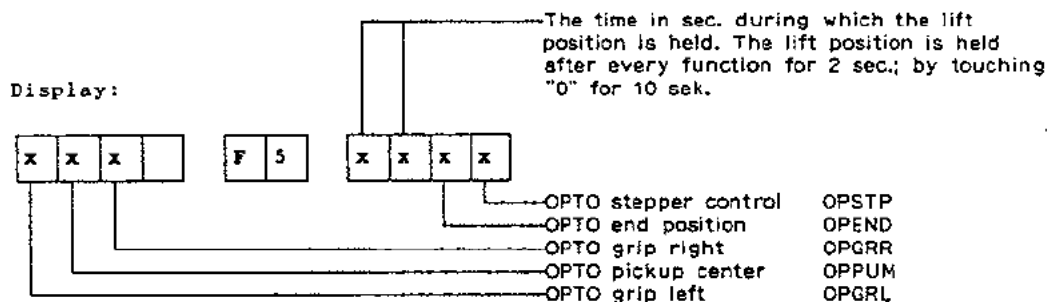 The time in sec. during which the lift
position is held. The lift position is held
after every function for 2 sec.; by touching
"0" for 10 sek.
Display:
x x x F 5 x x x x
OPTO stepper control OPSTP
OPTO end position OPEND
OPTO grip right OPGRR
OPTO pickup center OPPUM
OPTO grip left OPGRL